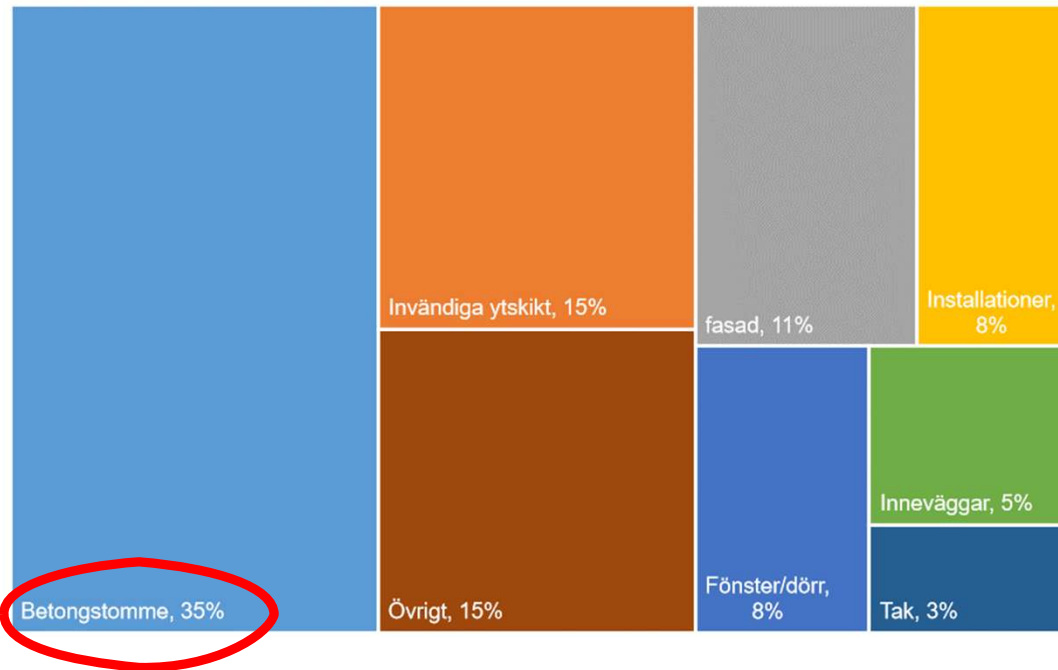 Invändiga ytskikt, 15%
fasad, 11%
Installationer,
8%
Inneväggar, 5%
Betongstomme, 35%
Övrigt, 15%
Fönster/dörr,
8%
Tak, 3%